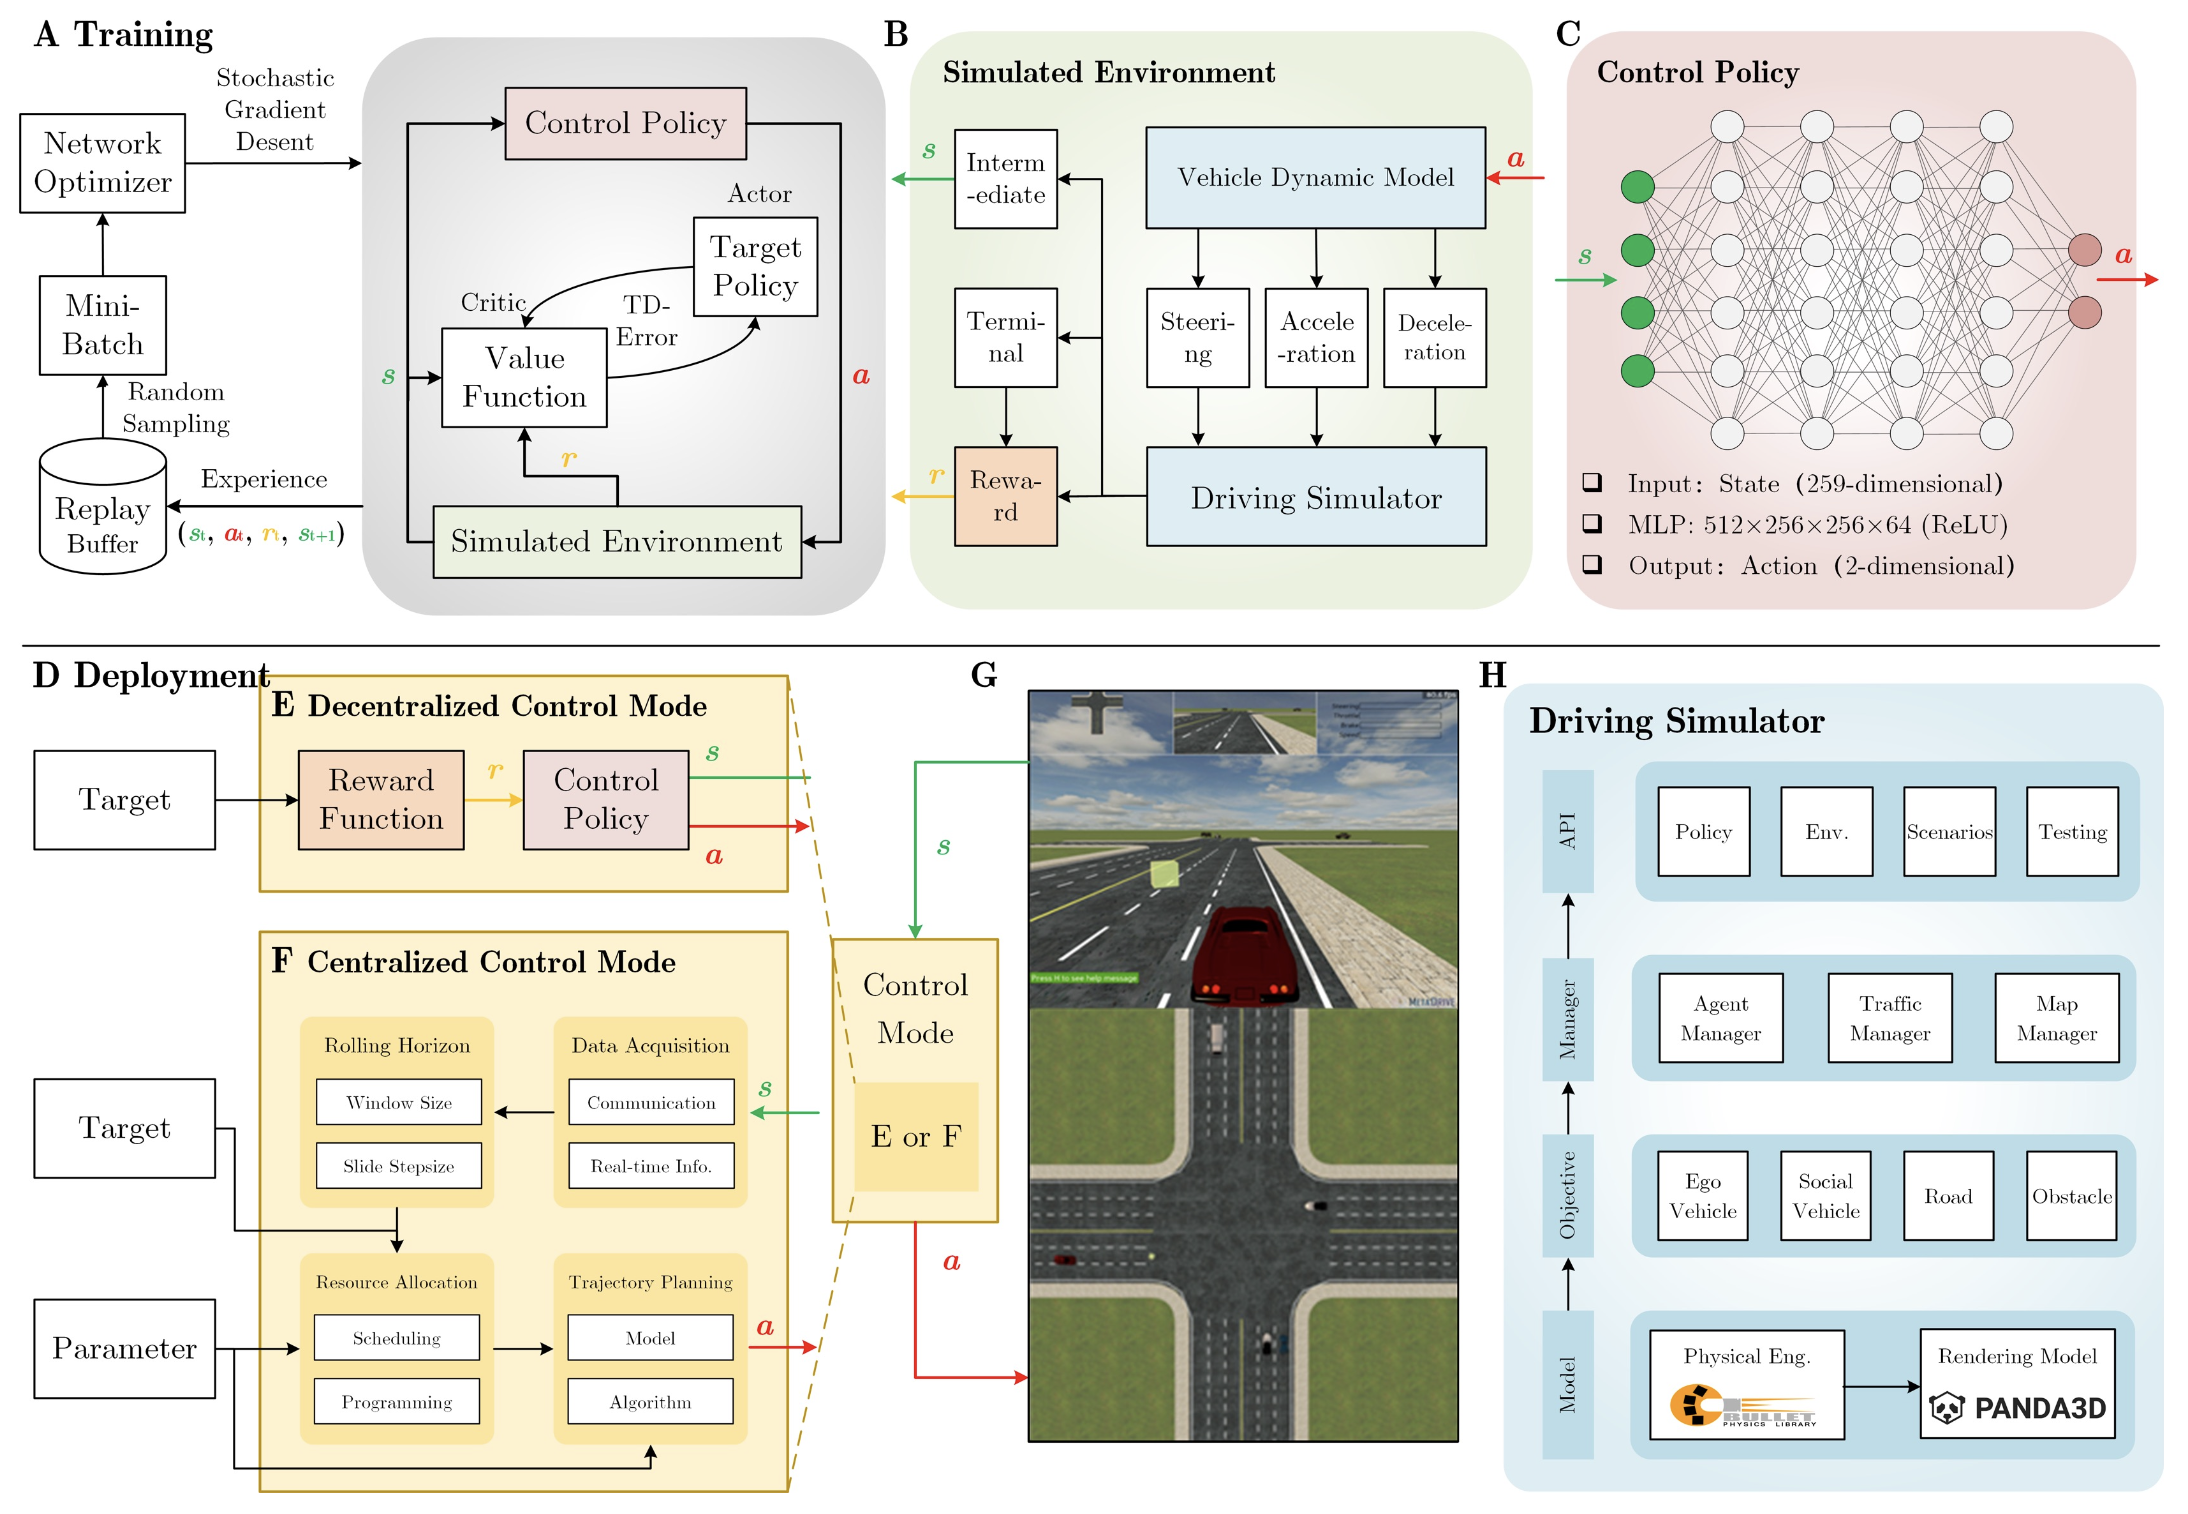 A Training
Stochastic
Gradient
Desent
Network
Optimizer
Mini-
Batch
Random
Sampling
Replay
Buffer
Experience
(st, at, rt, st+1)
Control Policy
Actor
Target
Policy
Critic
TD-
Error
Value
Function
s
a
r
Simulated Environment
B
Simulated Environment
s
Interm
-ediate
Vehicle Dynamic Model
a
Termi-
nal
Steeri-
ng
Accele
-ration
Decele-
ration
r
Rewa-
rd
Driving Simulator
C
Control Policy
s
a
Input: State (259-dimensional)
MLP: 512×256×256×64 (ReLU)
Output: Action (2-dimensional)
D Deployment
E Decentralized Control Mode
Target
Reward
Function
r
Control
Policy
s
a
F Centralized Control Mode
Target
Parameter
Rolling Horizon
Window Size
Slide Stepsize
Data Acquisition
Communication
Real-time Info.
s
Resource Allocation
Scheduling
Programming
Trajectory Planning
Model
Algorithm
a
s
Control
Mode
E or F
a
G
Press H to see help message
METADRIVE
H
Driving Simulator
API
Policy
Env.
Scenarios
Testing
Manager
Agent
Manager
Traffic
Manager
Map
Manager
Objective
Ego
Vehicle
Social
Vehicle
Road
Obstacle
Model
Physical Eng.
BULLET
PHYSICS LIBRARY
Rendering Model
PANDA3D